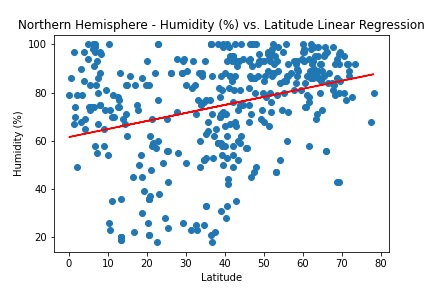 Northern Hemisphere - Humidity (%) vs. Latitude Linear Regression
100
80
60
40
20
Humidity (%)
0 10 20 30 40 50 60 70 80
Latitude